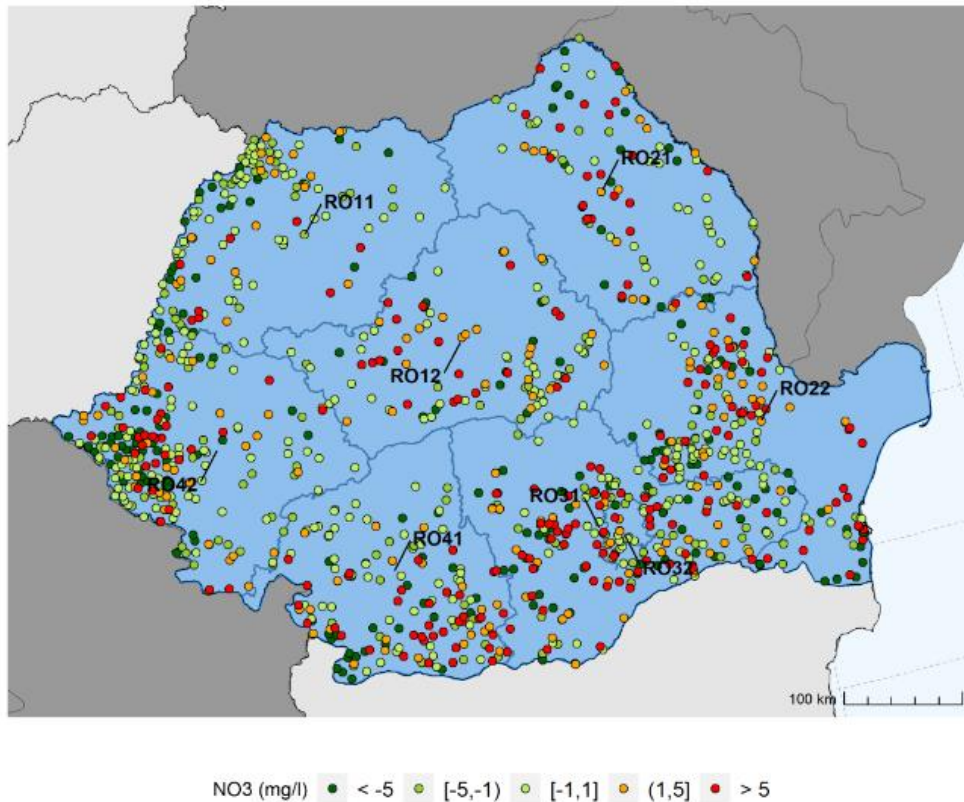 RO21
RO11
RO12
RO22
RO42
RO31
RO41
RO32
100 km
NO3 (mg/l) < -5 [-5,-1) [-1,1] (1,5] > 5